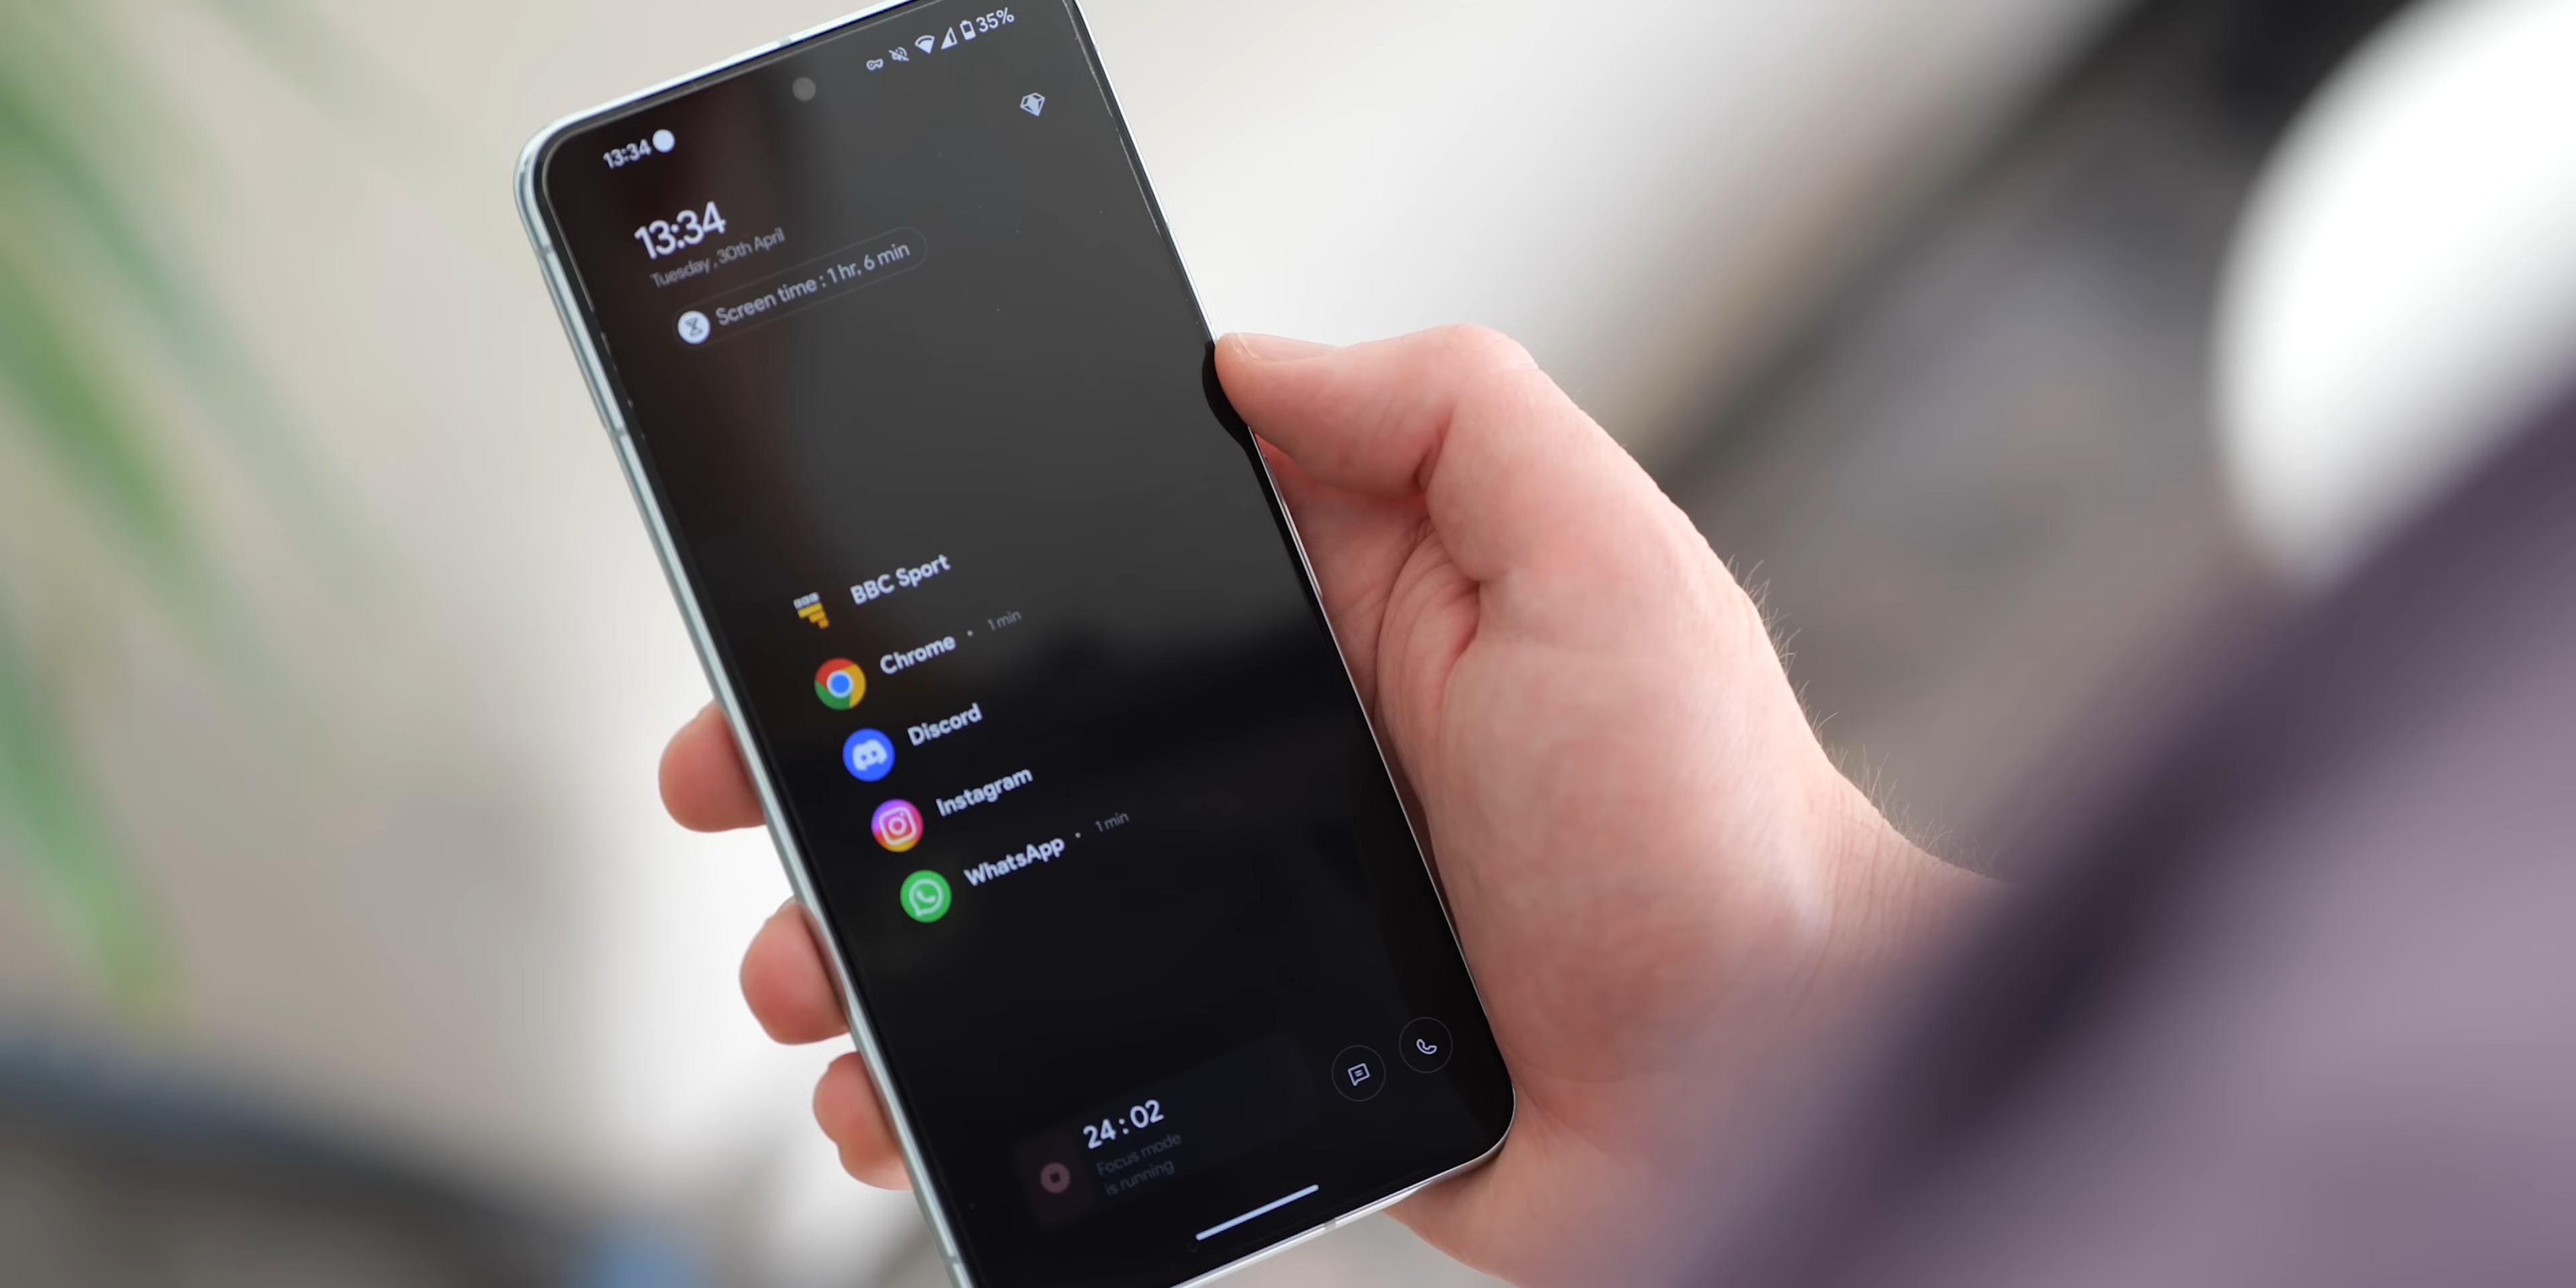 35%
13:34
13:34
Tuesday, 30th April
Screen time : 1 hr, 6 min
BBC Sport
Chrome • 1 min
Discord
Instagram
WhatsApp • 1 min
24 : 02
Focus mode
is running